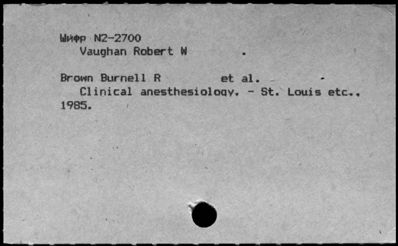 Шифр N2-2700
Vaughan Robert W .
Brown Burnell R et al. -
Clinical anesthesiology. - St. Louis etc.,
1985.